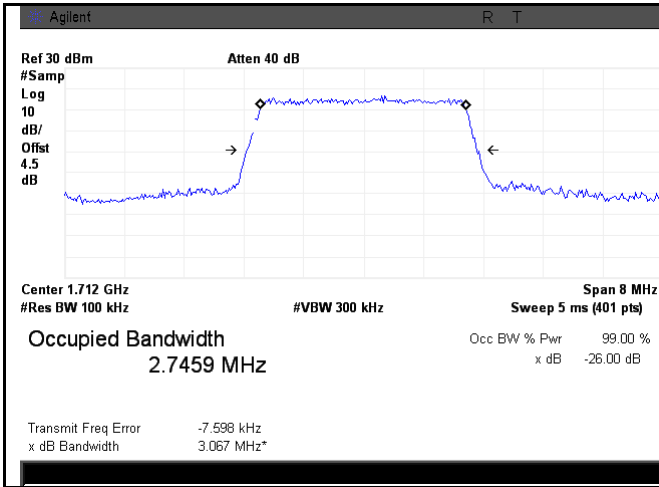 Agilent R T
Ref 30 dBm Atten 40 dB
#Samp
Log
10
dB/
Offst
4.5
dB
Center 1.712 GHz Span 8 MHz
#Res BW 100 kHz #VBW 300 kHz Sweep 5 ms (401 pts)
Occupied Bandwidth Occ BW % Pwr 99.00 %
2.7459 MHz x dB -26.00 dB
Transmit Freq Error -7.598 kHz
x dB Bandwidth 3.067 MHz*